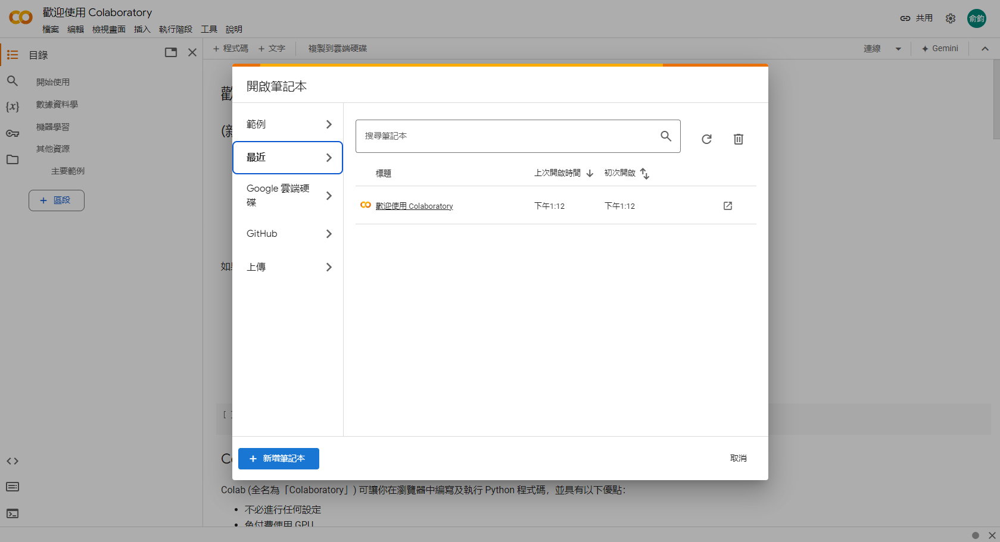 歡迎使用 Colaboratory
檔案 編輯 檢視畫面 插入 執行階段 工具 說明
共用
俞鈞
目錄
+ 程式碼 + 文字 複製到雲端硬碟
連線 Gemini
開始使用
數據資料學
機器學習
其他資源
主要範例
+ 區段
開啟筆記本
範例
最近
Google 雲端硬
碟
GitHub
上傳
搜尋筆記本
標題 上次開啟時間 初次開啟
歡迎使用 Colaboratory 下午1:12 下午1:12
+ 新增筆記本
取消
如
[
C
Colab (全名為「Colaboratory」) 可讓你在瀏覽器中編寫及執行 Python 程式碼，並具有以下優點：
• 不必進行任何設定
• 免付費使用 GPU